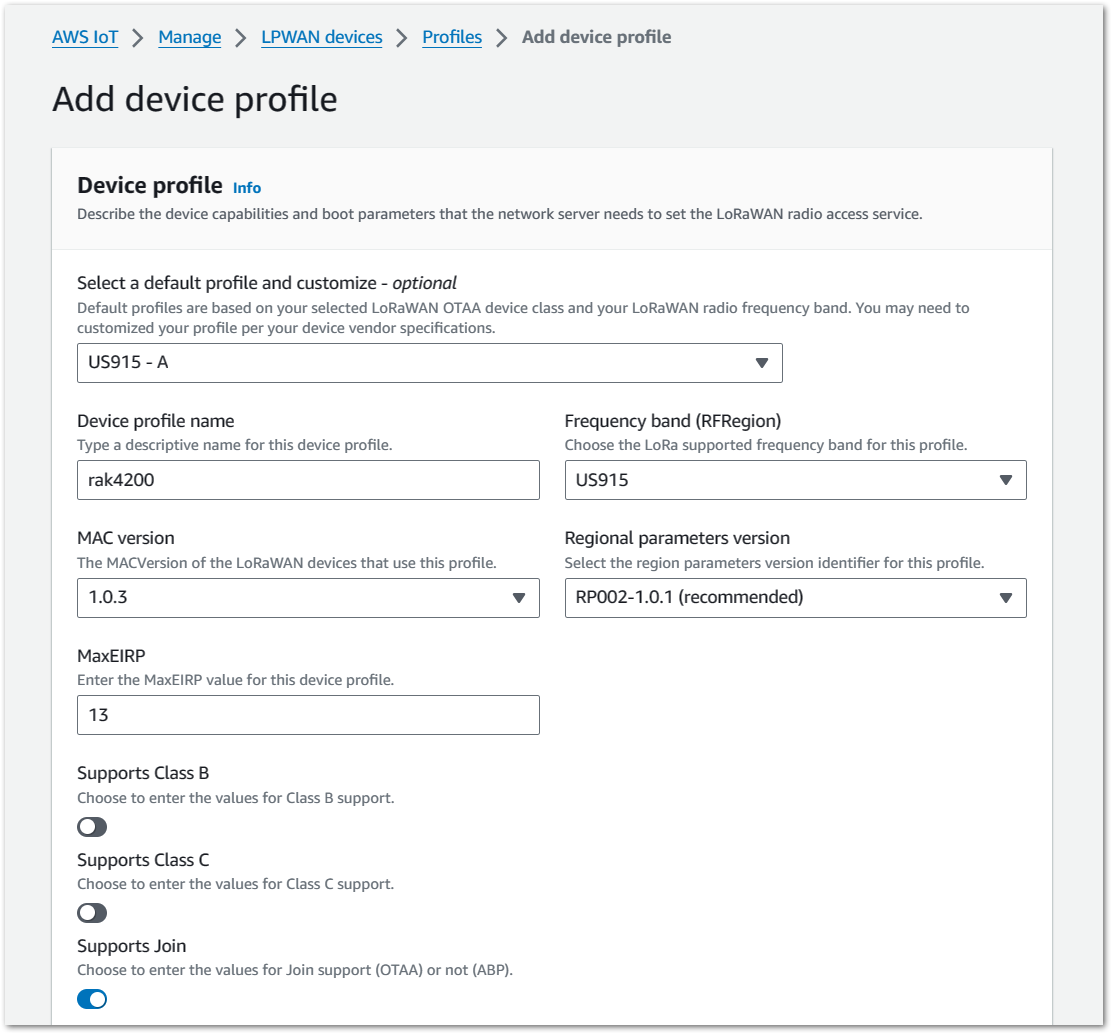 AWS IoT > Manage > LPWAN devices > Profiles > Add device profile
Add device profile
Device profile Info
Describe the device capabilities and boot parameters that the network server needs to set the LoRaWAN radio access service.
Select a default profile and customize - optional
Default profiles are based on your selected LoRaWAN OTAA device class and your LoRaWAN radio frequency band. You may need to
customized your profile per your device vendor specifications.
US915 - A
Device profile name
Type a descriptive name for this device profile.
rak4200
Frequency band (RFRegion)
Choose the LoRa supported frequency band for this profile.
US915
MAC version
The MACVersion of the LoRaWAN devices that use this profile.
1.0.3
Regional parameters version
Select the region parameters version identifier for this profile.
RP002-1.0.1 (recommended)
MaxEIRP
Enter the MaxEIRP value for this device profile.
13
Supports Class B
Choose to enter the values for Class B support.
Supports Class C
Choose to enter the values for Class C support.
Supports Join
Choose to enter the values for Join support (OTAA) or not (ABP).